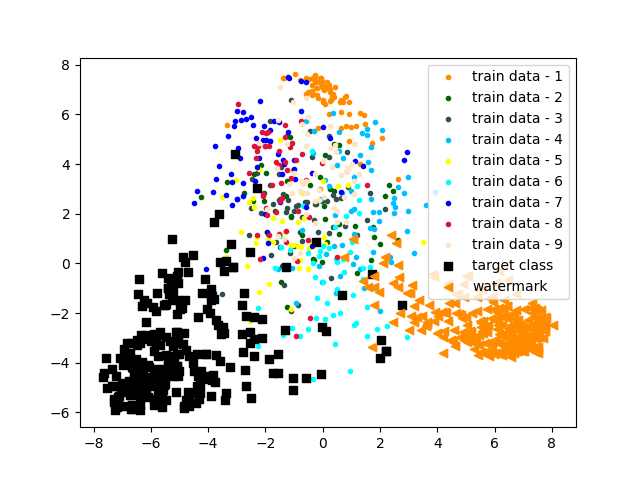 8
6
4
2
0
−2
−4
−6
−8
−6
−4
−2
0
2
4
6
8
train data - 1
train data - 2
train data - 3
train data - 4
train data - 5
train data - 6
train data - 7
train data - 8
train data - 9
target class
watermark